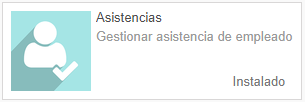 Asistencias
Gestionar asistencia de empleado
Instalado